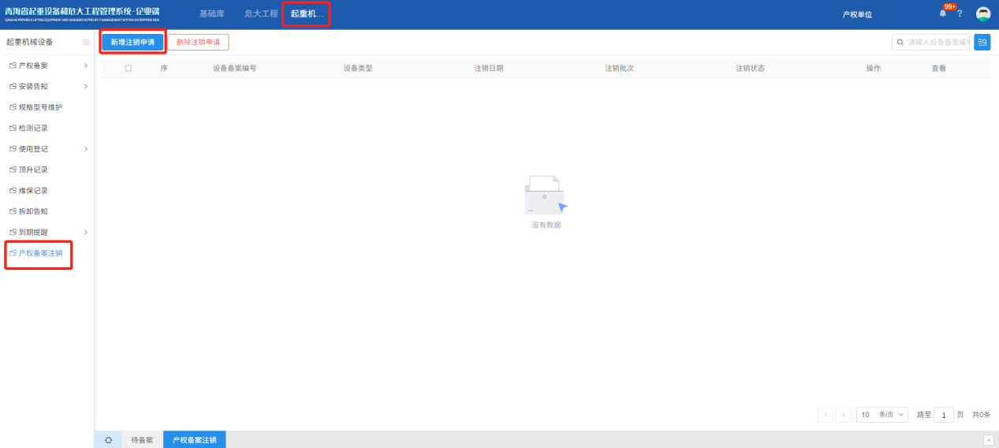 青海省起重设备和危大工程管理系统-企业端
QINGHAI PROVINCE LIFTING EQUIPMENT AND DANGEROUS PROJECT MANAGEMENT SYSTEM-ENTERPRISE SIDE
基础库 危大工程 起重机...
产权单位 99+ ?
起重机械设备
产权备案
安装告知
规格型号维护
检测记录
使用登记
顶升记录
维保记录
拆卸告知
到期提醒
产权备案注销
新增注销申请 删除注销申请
请输入设备备案编号
序 设备备案编号 设备类型 注销日期 注销批次 注销状态 操作 查看
没有数据
10 条/页 跳至 1 页 共0条
待备案 产权备案注销